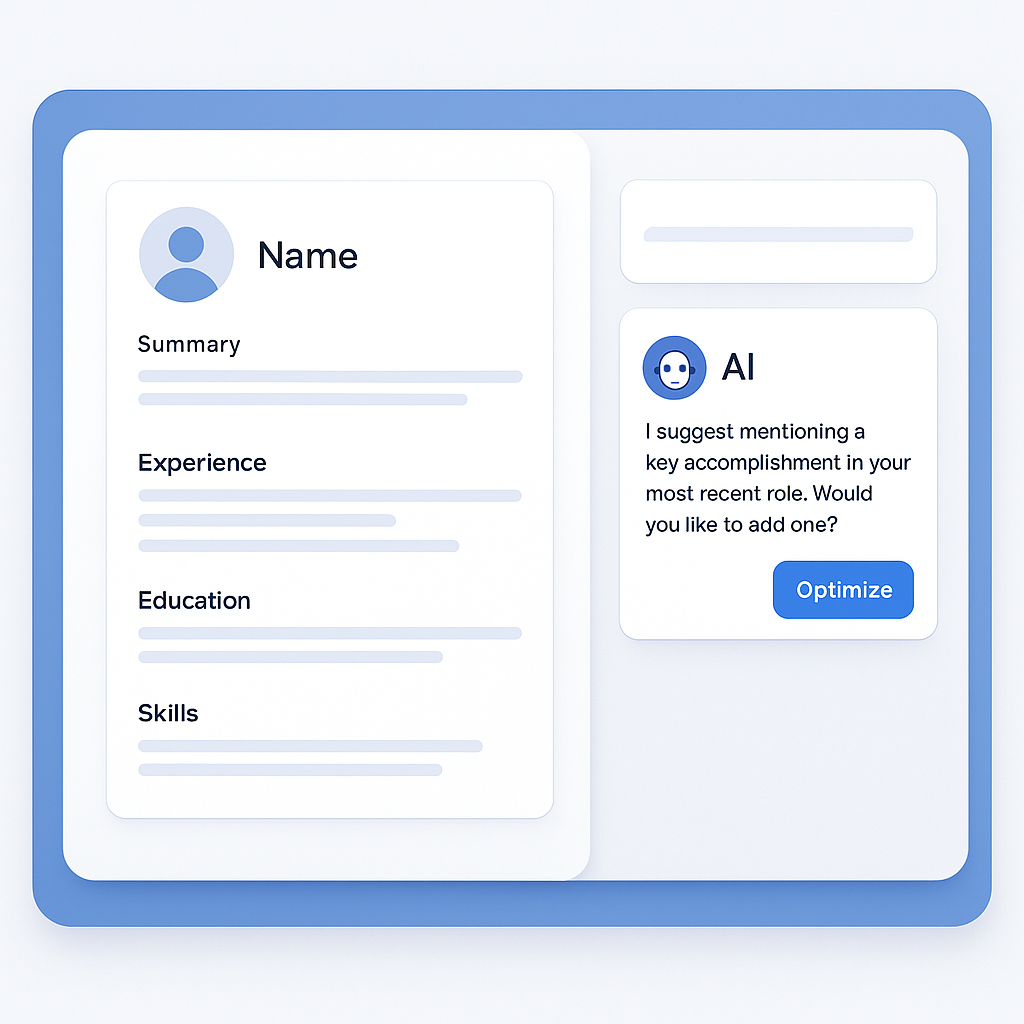 Name
Summary
Experience
Education
Skills
AI
I suggest mentioning a
key accomplishment in your
most recent role. Would
you like to add one?
Optimize